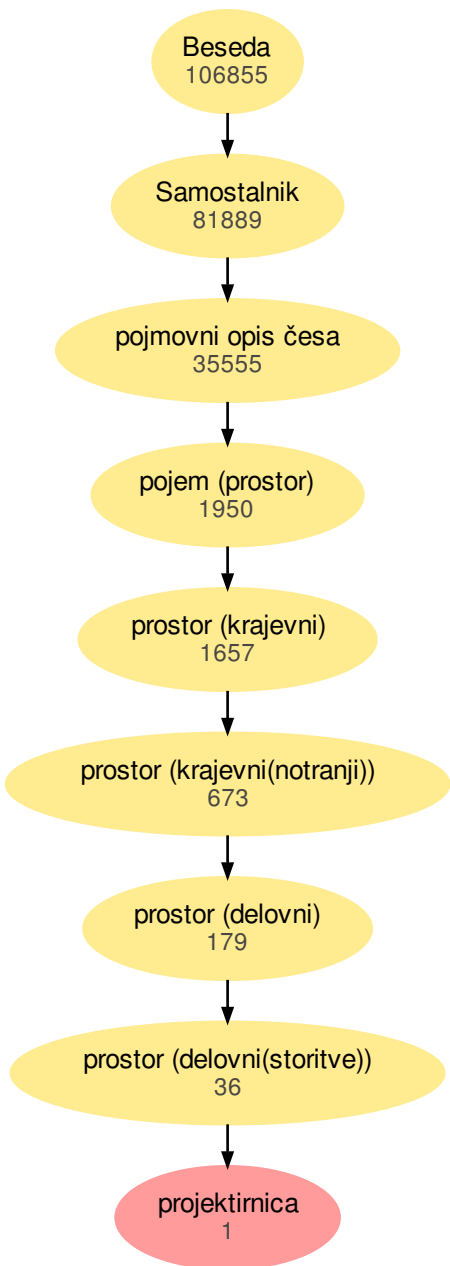 Beseda
106855
Samostalnik
81889
pojmovni opis česa
35555
pojem (prostor)
1950
prostor (krajevni)
1657
prostor (krajevni(notranji))
673
prostor (delovni)
179
prostor (delovni(storitve))
36
projektirnica
1